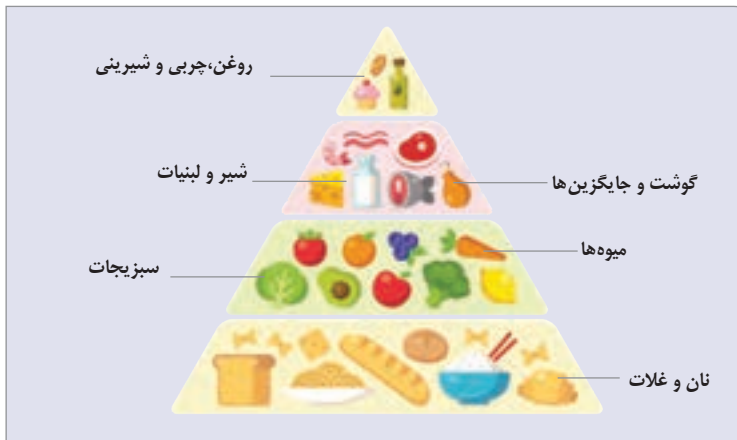 روغن،چربی و شیرینی
شیر و لبنیات
گوشت و جایگزین‌ها
میوه‌ها
سبزیجات
نان و غلات